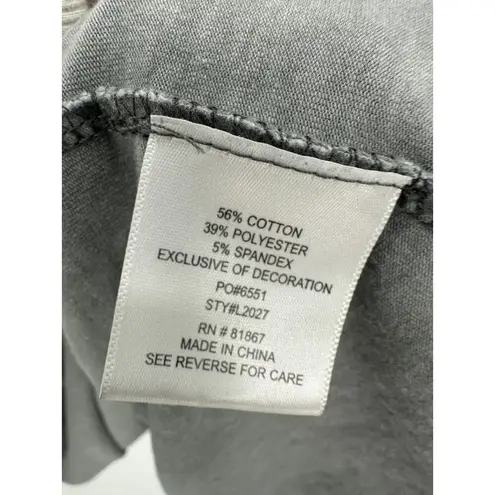 56% COTTON
39% POLYESTER
5% SPANDEX
EXCLUSIVE OF DECORATION
PO#6551
STY#L2027
RN # 81867
MADE IN CHINA
SEE REVERSE FOR CARE